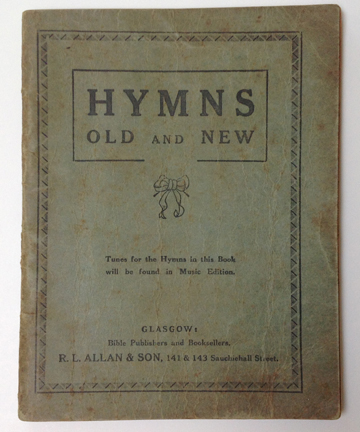 HYMNS
OLD AND NEW
Tunes for the Hymns in this Book
will be found in Music Edition.
GLASGOW:
Bible Publishers and Booksellers.
R. L. ALLAN & SON, 141 & 143 Sauchiehall Street.